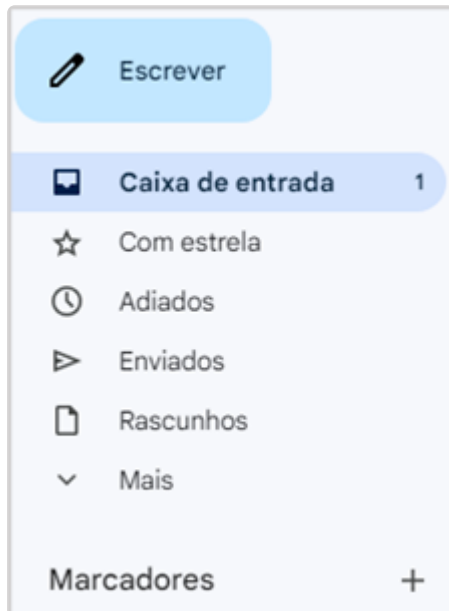 Escrever
Caixa de entrada 1
Com estrela
Adiados
Enviados
Rascunhos
Mais
Marcadores +